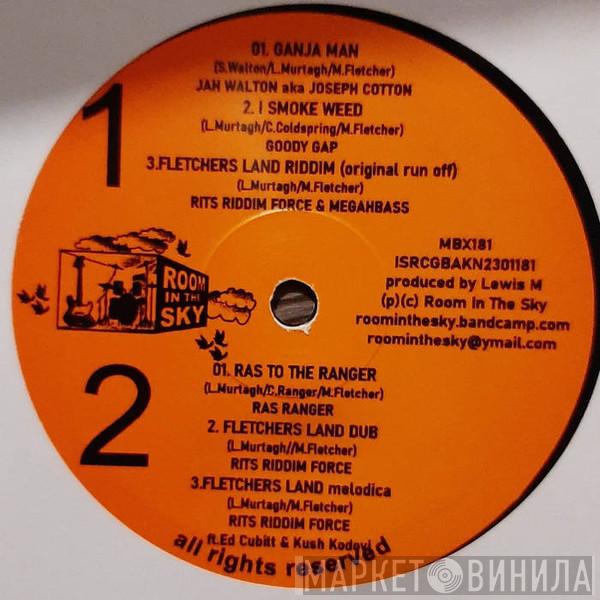 01. GANJA MAN
(S.Walton/L.Murtagh/M.Fletcher)
JAH WALTON aka JOSEPH COTTON
2. I SMOKE WEED
(L.Murtagh/C.Coldspring/M.Fletcher)
GOODY GAP
3.FLETCHERS LAND RIDDIM (original run off)
(L.Murtagh/M.Fletcher)
RITS RIDDIM FORCE & MEGAHBASS
1
ROOM
IN THE
SKY
MBX181
ISRCGBAKN2301181
produced by Lewis M
(p)(c) Room In The Sky
roominthesky.bandcamp.com
roominthesky@ymail.com
2
01. RAS TO THE RANGER
(L.Murtagh/C.Ranger/M.Fletcher)
RAS RANGER
2. FLETCHERS LAND DUB
(L.Murtagh//M.Fletcher)
RITS RIDDIM FORCE
3.FLETCHERS LAND melodica
(L.Murtagh/M.Fletcher)
RITS RIDDIM FORCE
ft.Ed Cubitt & Kush Kodovi
all rights reserved
МАРКЕТ ВИНИЛА